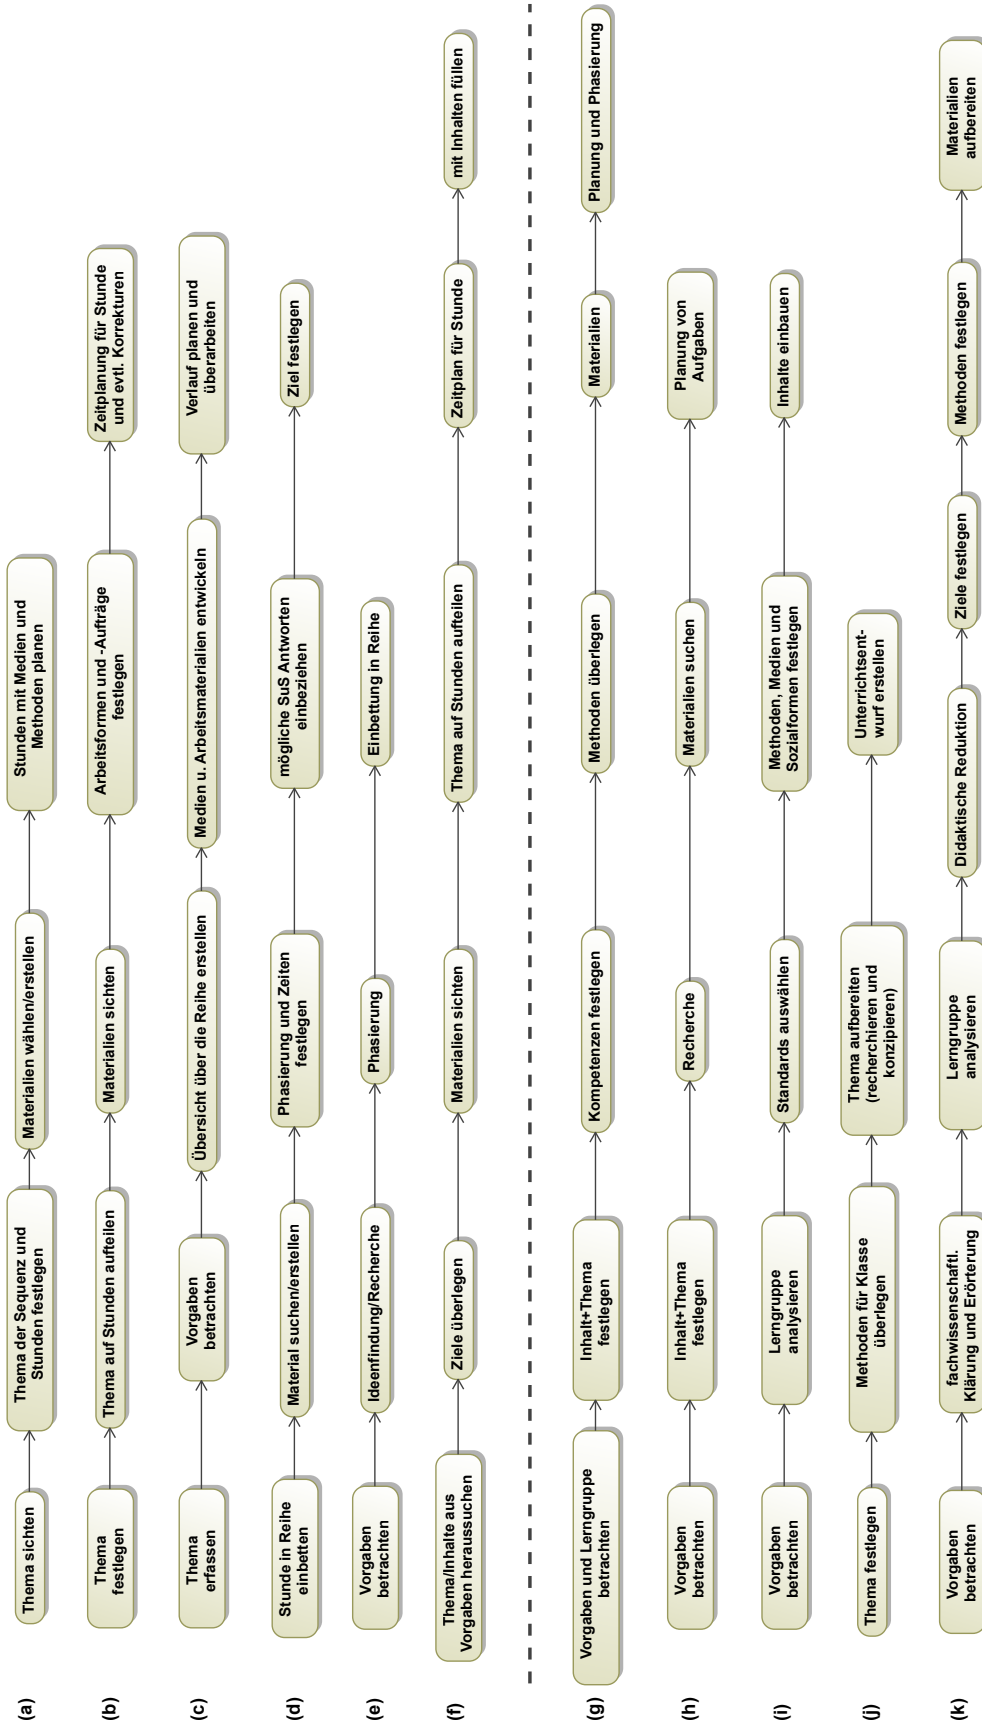 (a)
Thema sichten
Thema der Sequenz und
Stunden festlegen
Materialien wählen/erstellen
Stunden mit Medien und
Methoden planen
(b)
Thema
festlegen
Thema auf Stunden aufteilen
Materialien sichten
Arbeitsformen und -Aufträge
festlegen
Zeitplanung für Stunde
und evtl. Korrekturen
(c)
Thema
erfassen
Vorgaben
betrachten
Übersicht über die Reihe erstellen
Medien u. Arbeitsmaterialien entwickeln
Verlauf planen und
überarbeiten
(d)
Stunde in Reihe
einbetten
Material suchen/erstellen
Phasierung und Zeiten
festlegen
mögliche SuS Antworten
einbeziehen
Ziel festlegen
(e)
Vorgaben
betrachten
Ideenfindung/Recherche
Phasierung
Einbettung in Reihe
(f)
Thema/Inhalte aus
Vorgaben heraussuchen
Ziele überlegen
Materialien sichten
Thema auf Stunden aufteilen
Zeitplan für Stunde
mit Inhalten füllen
(g)
Vorgaben und Lerngruppe
betrachten
Inhalt+Thema
festlegen
Kompetenzen festlegen
Methoden überlegen
Materialien
Planung und Phasierung
(h)
Vorgaben
betrachten
Inhalt+Thema
festlegen
Recherche
Materialien suchen
Planung von
Aufgaben
(i)
Vorgaben
betrachten
Lerngruppe
analysieren
Standards auswählen
Methoden, Medien und
Sozialformen festlegen
Inhalte einbauen
(j)
Thema festlegen
Methoden für Klasse
überlegen
Thema aufbereiten
(recherchieren und
konzipieren)
Unterrichtsent-
wurf erstellen
(k)
Vorgaben
betrachten
fachwissenschaftl.
Klärung und Erörterung
Lerngruppe
analysieren
Didaktische Reduktion
Ziele festlegen
Methoden festlegen
Materialien
aufbereiten